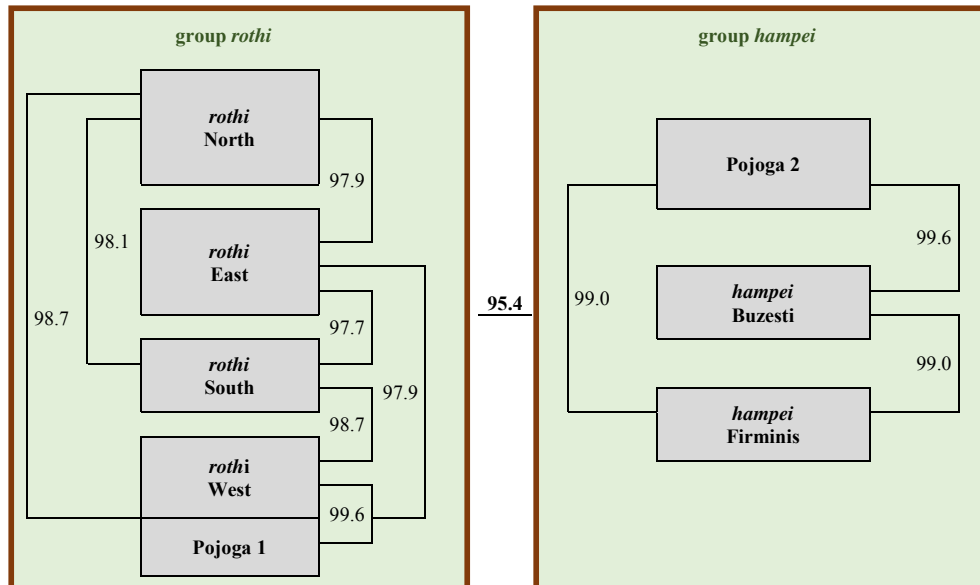 group rothi
rothi
North
97.9
98.1
98.7
rothi
East
97.7
97.9
rothi
South
98.7
rothi
West
99.6
Pojoga 1
95.4
group hampei
Pojoga 2
99.6
99.0
hampei
Buzesti
99.0
hampei
Firminis